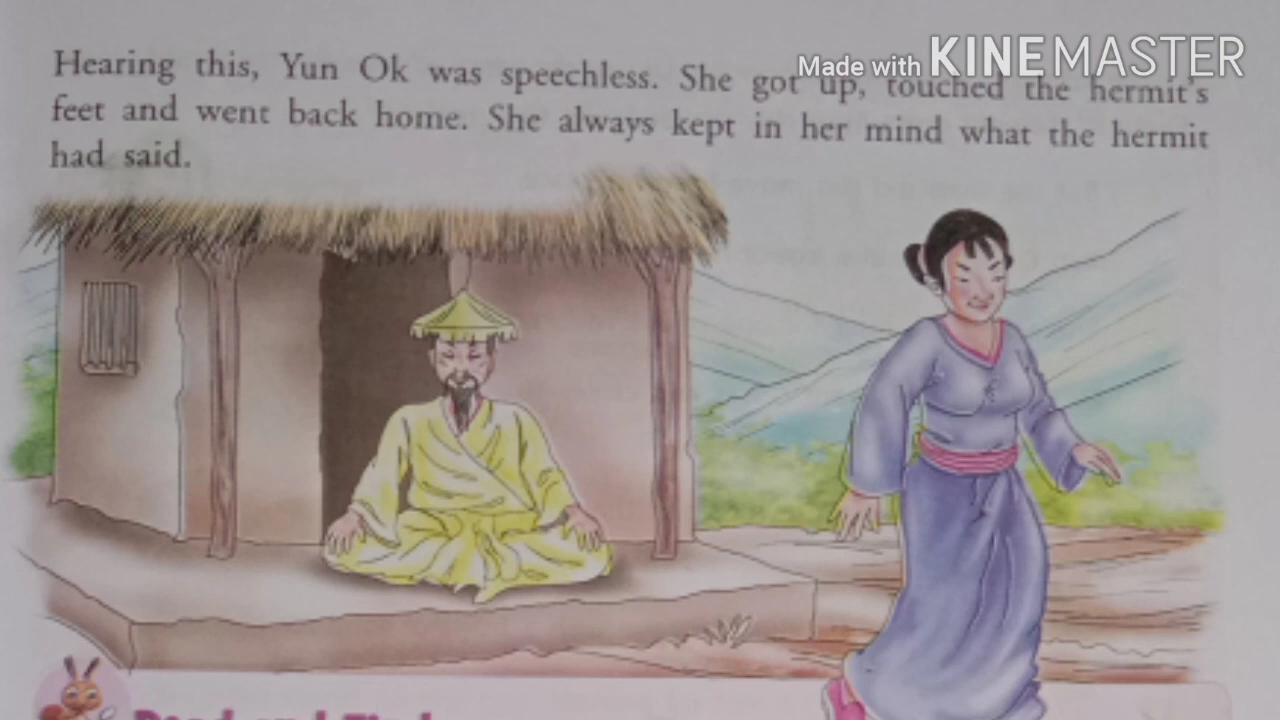 Made with KINEMASTER
Hearing this, Yun Ok was speechless. She got up, touched the hermit's
feet and went back home. She always kept in her mind what the hermit
had said.